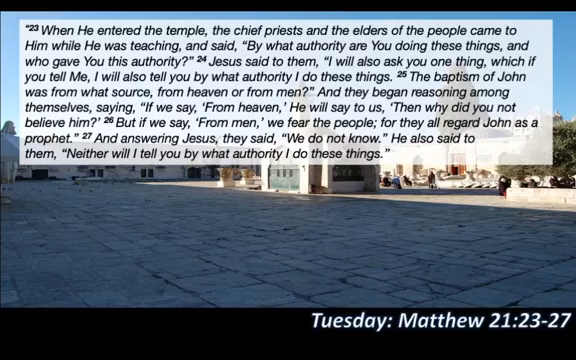 "23 When He entered the temple, the chief priests and the elders of the people came to
Him while He was teaching, and said, "By what authority are You doing these things, and
who gave You this authority?" 24 Jesus said to them, "I will also ask you one thing, which if
you tell Me, I will also tell you by what authority I do these things. 25 The baptism of John
was from what source, from heaven or from men?" And they began reasoning among
themselves, saying, "If we say, 'From heaven,' He will say to us, 'Then why did you not
believe him?' 26 But if we say, 'From men,' we fear the people; for they all regard John as a
prophet." 27 And answering Jesus, they said, "We do not know." He also said to
them, "Neither will I tell you by what authority I do these things."
Tuesday: Matthew 21:23-27